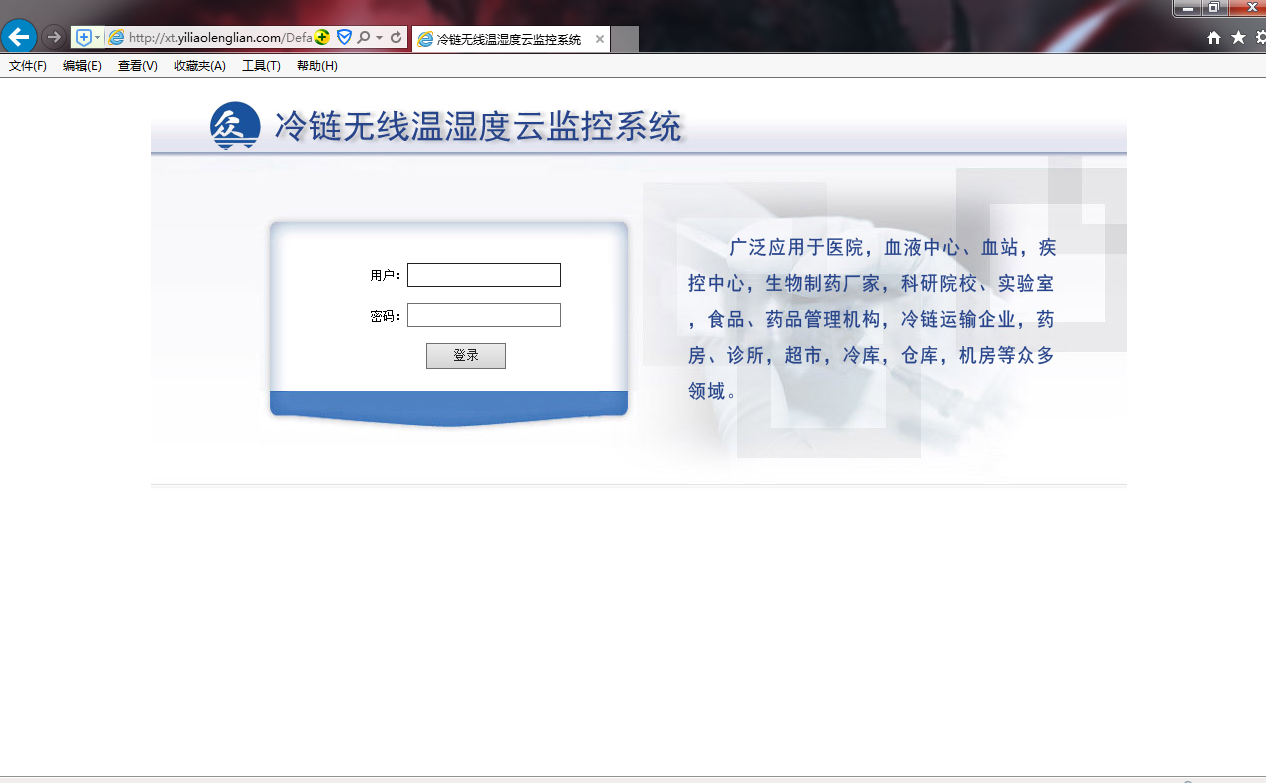 http://xt.yiliaolenglian.com/Defa
冷链无线温湿度云监控系统
文件(F) 编辑(E) 查看(V) 收藏夹(A) 工具(T) 帮助(H)
众 冷链无线温湿度云监控系统
用户：
密码：
登录
广泛应用于医院，血液中心、血站，疾
控中心，生物制药厂家，科研院校、实验室
，食品、药品管理机构，冷链运输企业，药
房、诊所，超市，冷库，仓库，机房等众多
领域。